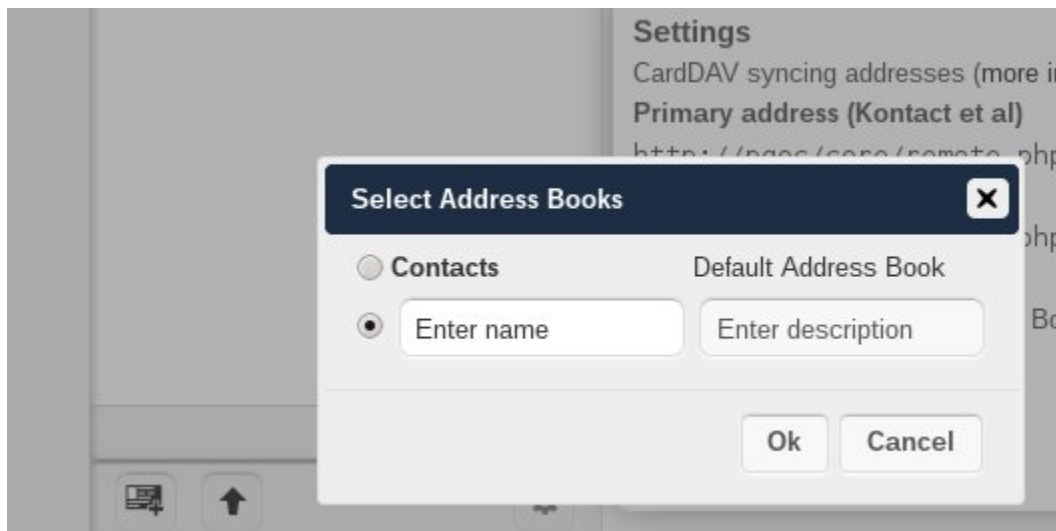 Settings
CardDAV syncing addresses (more
Primary address (Kontact et al)
Select Address Books
Contacts Default Address Book
Enter name Enter description
Ok Cancel